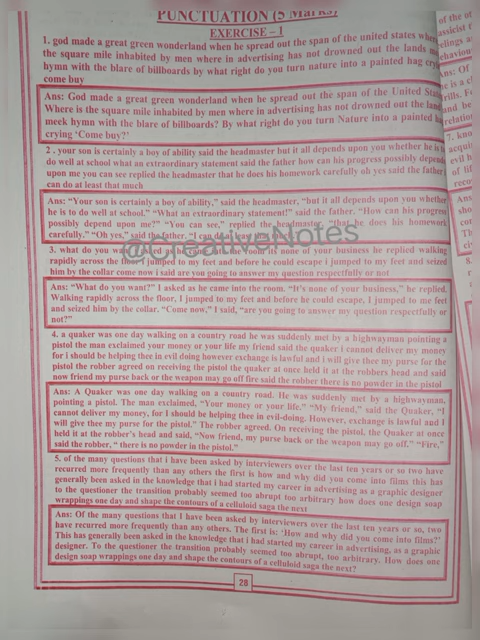 PUNCTUATION (5 Marks)
EXERCISE – 1
1. god made a great green wonderland when he spread out the span of the united states where
the square mile inhabited by men where in advertising has not drowned out the lands meek
hymn with the blare of billboards by what right do you turn nature into a painted hag crying
come buy
Ans: God made a great green wonderland when he spread out the span of the United States.
Where is the square mile inhabited by men where in advertising has not drowned out the land's
meek hymn with the blare of billboards? By what right do you turn Nature into a painted hag
crying 'Come buy?'
2 . your son is certainly a boy of ability said the headmaster but it all depends upon whether he is to
do well at school what an extraordinary statement said the father how can his progress possibly depend
upon me you can see replied the headmaster that he does his homework carefully oh yes said the father i
can do at least that much
Ans: "Your son is certainly a boy of ability," said the headmaster, "but it all depends upon whether
he is to do well at school." "What an extraordinary statement!" said the father. "How can his progress
possibly depend upon me?" "You can see," replied the headmaster, "that he does his homework
carefully." "Oh yes," said the father. "I can do at least that much."
@CreativeNotes
3. what do you want i asked as he came into the room its none of your business he replied walking
rapidly across the floor i jumped to my feet and before he could escape i jumped to my feet and seized
him by the collar come now i said are you going to answer my question respectfully or not
Ans: "What do you want?" I asked as he came into the room. "It's none of your business," he replied.
Walking rapidly across the floor, I jumped to my feet and before he could escape, I jumped to me feet
and seized him by the collar. "Come now," I said, "are you going to answer my question respectfully or
not?"
4. a quaker was one day walking on a country road he was suddenly met by a highwayman pointing a
pistol the man exclaimed your money or your life my friend said the quaker I cannot deliver my money
for i should be helping thee in evil doing however exchange is lawful and i will give thee my purse for the
pistol the robber agreed on receiving the pistol the quaker at once held it at the robbers head and said
now friend my purse back or the weapon may go off fire said the robber there is no powder in the pistol
Ans: A Quaker was one day walking on a country road. He was suddenly met by a highwayman,
pointing a pistol. The man exclaimed, "Your money or your life." "My friend," said the Quaker, "I
cannot deliver my money, for I should be helping thee in evil-doing. However, exchange is lawful and I
will give thee my purse for the pistol." The robber agreed. On receiving the pistol, the Quaker at once
held it at the robber's head and said, "Now friend, my purse back or the weapon may go off," "Fire,"
said the robber, " there is no powder in the pistol."
5. of the many questions that i have been asked by interviewers over the last ten years or so two have
recurred more frequently than any others the first is how and why did you come into films this has
generally been asked in the knowledge that i had started my career in advertising as a graphic designer
to the questioner the transition probably seemed too abrupt too arbitrary how does one design soap
wrappings one day and shape the contours of a celluloid saga the next
Ans: Of the many questions that I have been asked by interviewers over the last ten years or so, two
have recurred more frequently than any others. The first is: 'How and why did you come into films?'
This has generally been asked in the knowledge that i had started my career in advertising, as a graphic
designer. To the questioner the transition probably seemed too abrupt, too arbitrary. How does one
design soap wrappings one day and shape the contours of a celluloid saga the next?
28